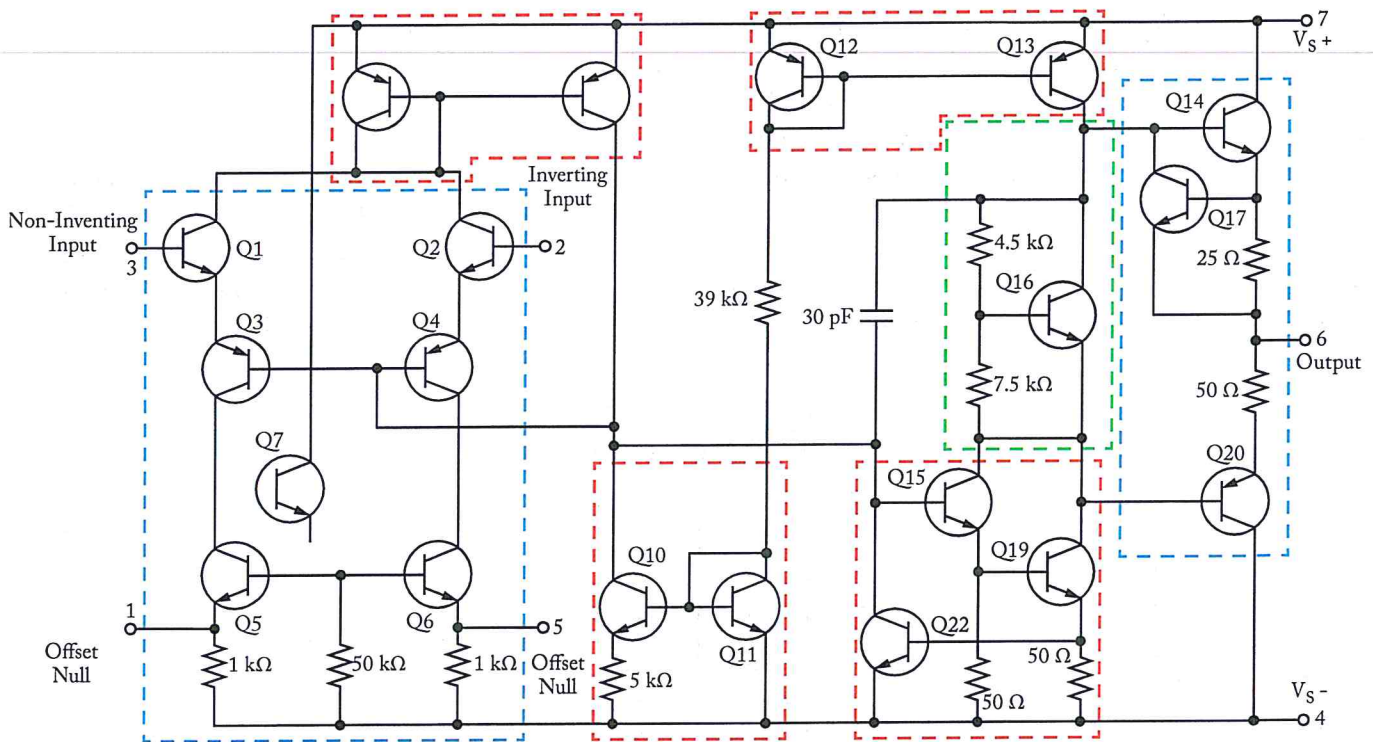 7
V_S +
Q12
Q13
Q14
Inverting
Input
Non-Inventing
Input
3
Q1
Q2
2
4.5 kΩ
Q17
25 Ω
39 kΩ
30 pF
Q16
Q3
Q4
6
Output
7.5 kΩ
50 Ω
Q7
Q15
Q20
Q10
Q19
1
Q5
Q6
5
Q11
Q22
Offset
Null
1 kΩ
50 kΩ
1 kΩ
Offset
Null
5 kΩ
50 Ω
50 Ω
V_S -
4